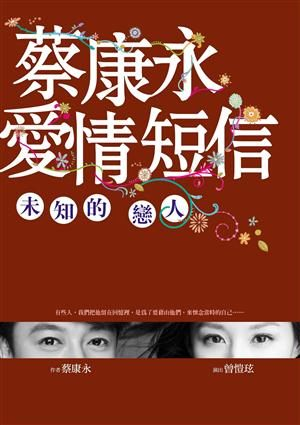 蔡康永
愛情短信
未知的戀人
有些人，我們把他留在回憶裡，是為了要藉由他們，來懷念當時的自己……
作者 蔡康永
演出 曾愷玹